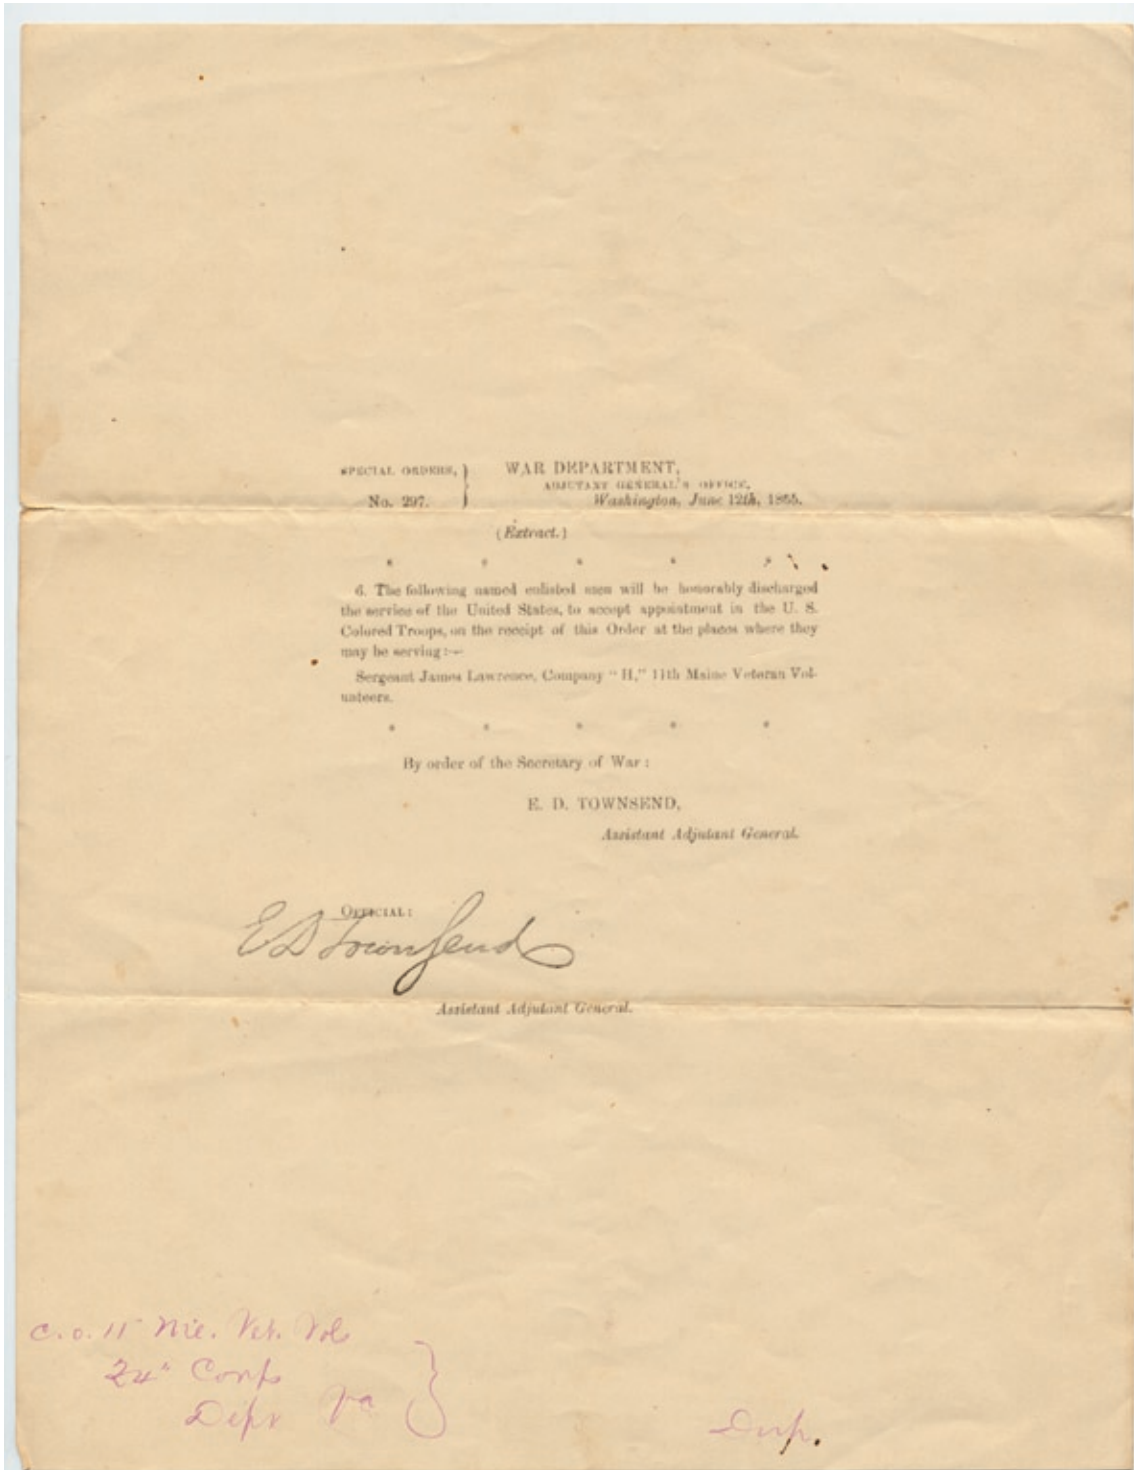 SPECIAL ORDERS, } WAR DEPARTMENT,
ADJUTANT GENERAL'S OFFICE,
No. 297. Washington, June 12th, 1865.
(Extract.)
* * * * *
6. The following named enlisted men will be honorably discharged
the service of the United States, to accept appointment in the U. S.
Colored Troops, on the receipt of this Order at the places where they
may be serving:—
Sergeant James Lawrence, Company "H," 11th Maine Veteran Vol-
unteers.
* * * * *
By order of the Secretary of War:
E. D. TOWNSEND,
Assistant Adjutant General.
OFFICIAL:
E D Townsend
Assistant Adjutant General.
C. O. 11" Me. Vet. Vols
24" Corps
Dept Va
Dup.